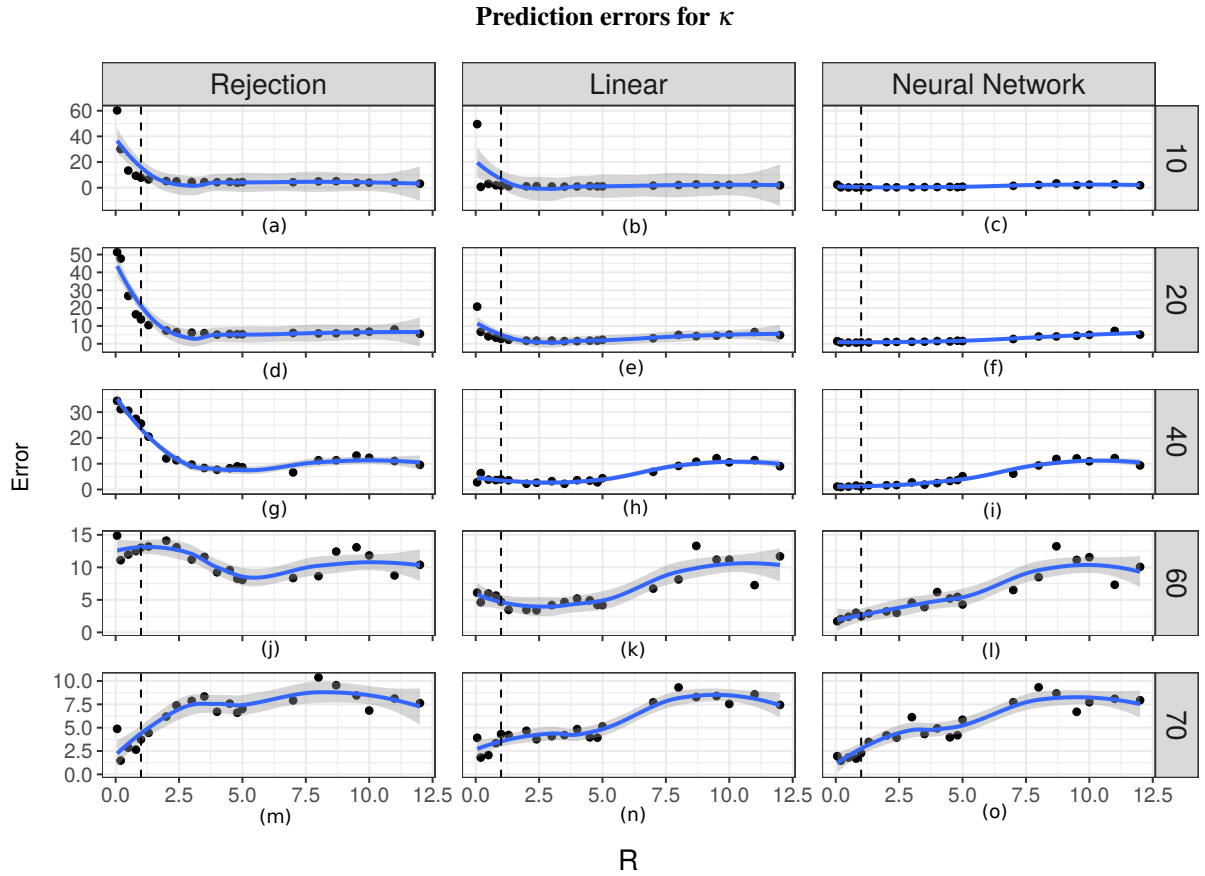 Prediction errors for κ
Rejection Linear Neural Network
60
40
20
0
10
(a) (b) (c)
50
40
30
20
10
0
20
(d) (e) (f)
30
20
10
0
40
(g) (h) (i)
15
10
5
0
60
(j) (k) (l)
10.0
7.5
5.0
2.5
0.0
70
0.0 2.5 5.0 7.5 10.0 12.5 0.0 2.5 5.0 7.5 10.0 12.5 0.0 2.5 5.0 7.5 10.0 12.5
(m) (n) (o)
Error
R